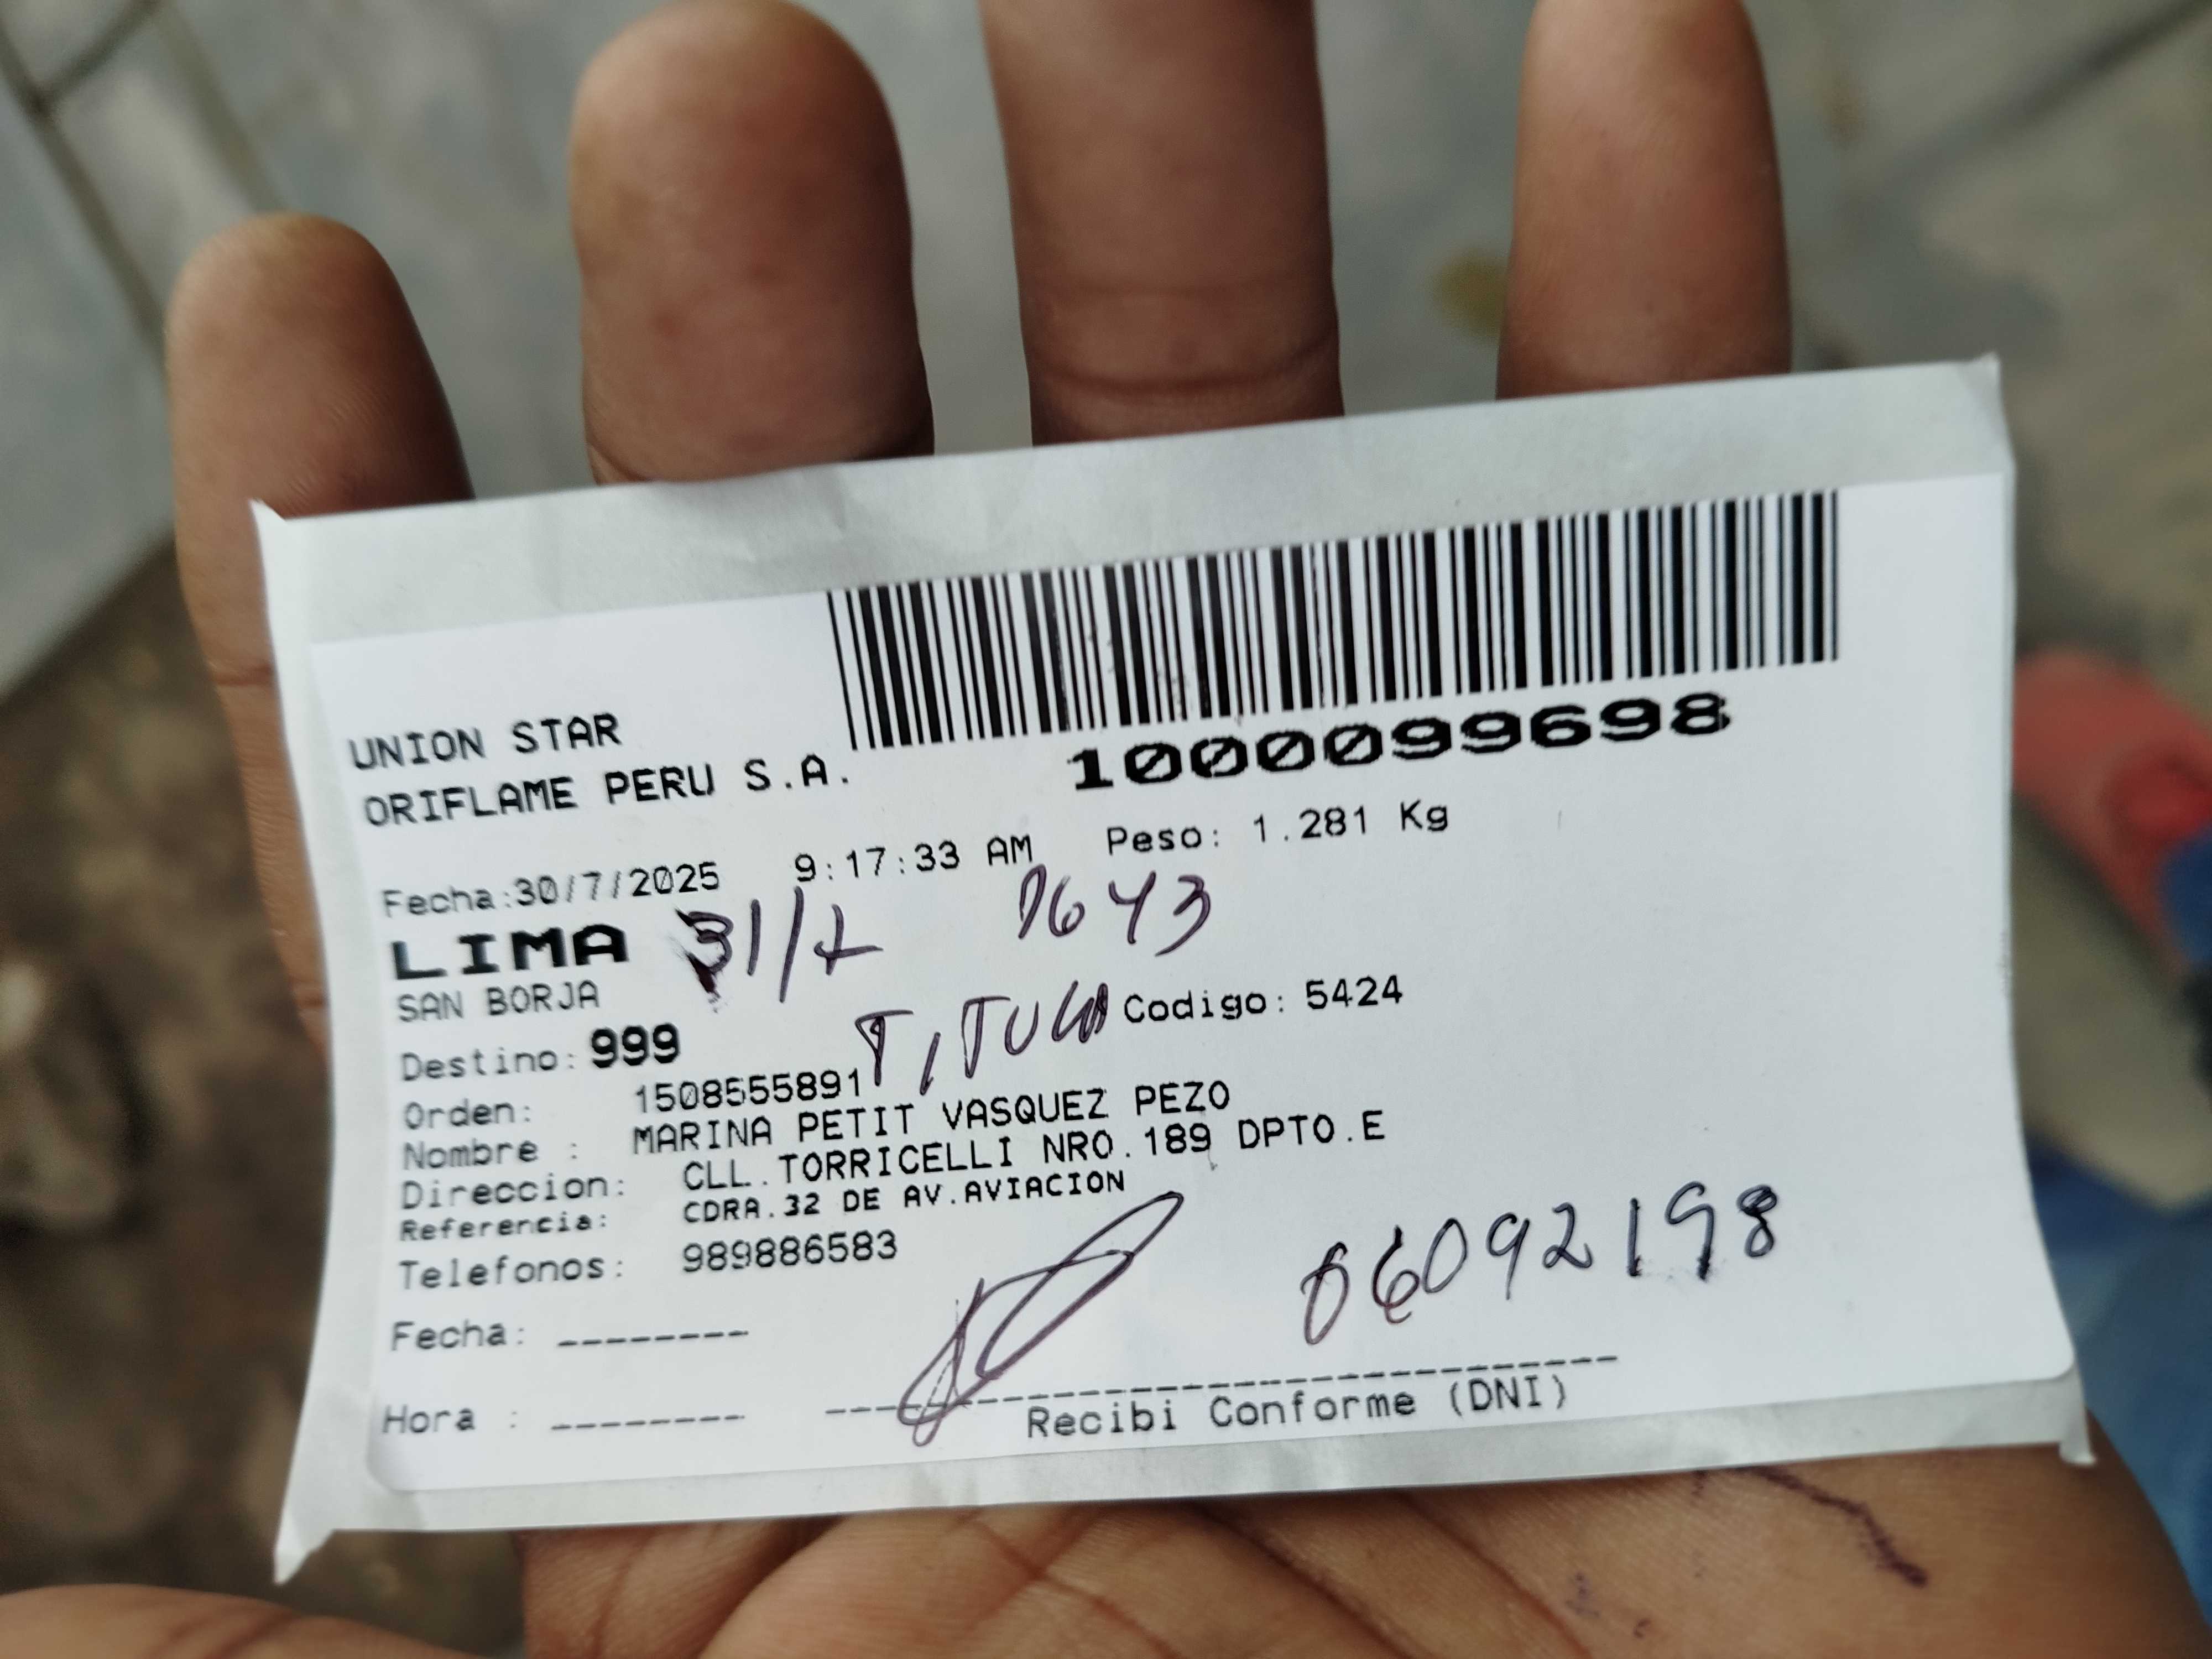 1000099698
UNION STAR
ORIFLAME PERU S.A.
Fecha:30/7/2025 9:17:33 AM Peso: 1.281 Kg
LIMA 31/7
SAN BORJA
TITULAR Codigo: 5424
Destino: 999
Orden: 1508555891
Nombre : MARINA PETIT VASQUEZ PEZO
Direccion: CLL.TORRICELLI NRO.189 DPTO.E
Referencia: CDRA.32 DE AV.AVIACION
Telefonos: 989886583
06092198
Fecha: --------
Hora : --------
Recibi Conforme (DNI)